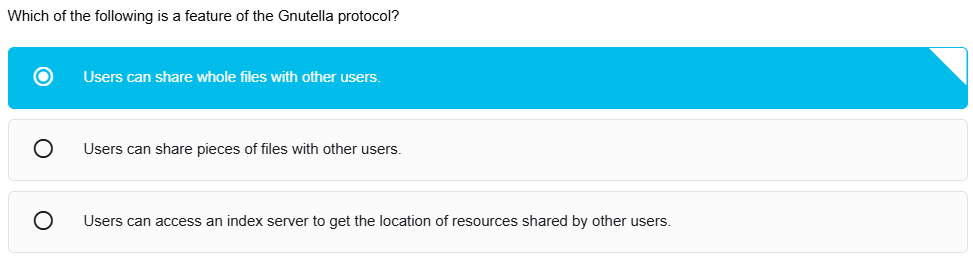 Which of the following is a feature of the Gnutella protocol?
Users can share whole files with other users.
Users can share pieces of files with other users.
Users can access an index server to get the location of resources shared by other users.